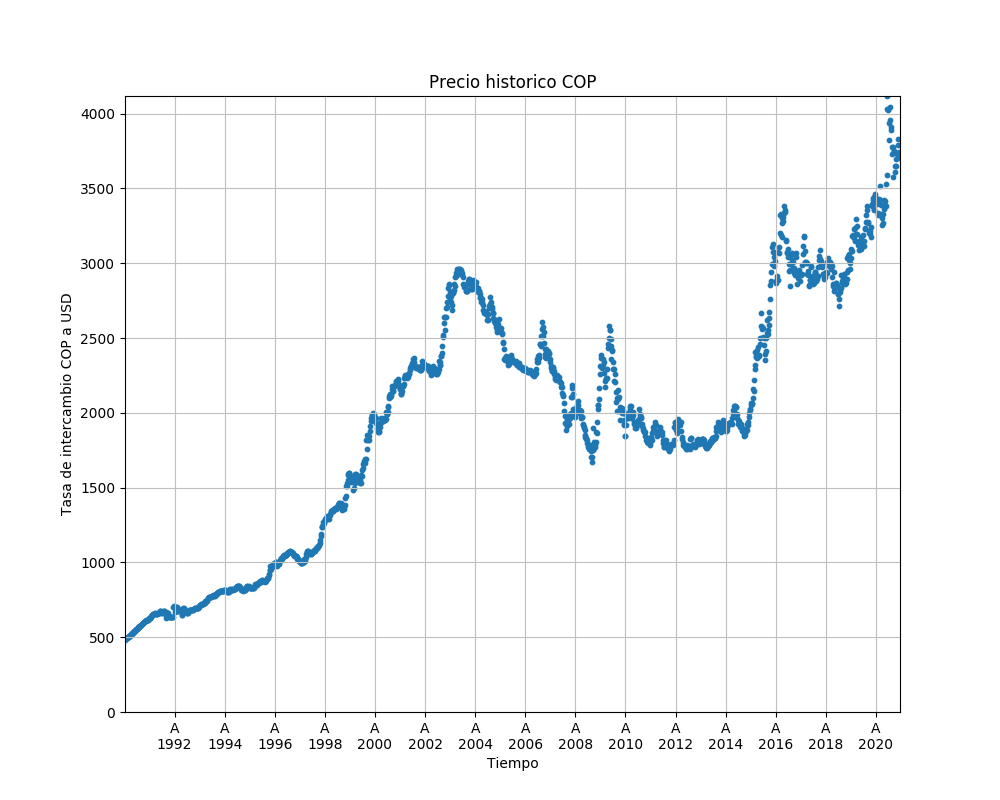 Precio historico COP
4000
3500
3000
2500
2000
1500
1000
500
0
Tasa de intercambio COP a USD
A A A A A A A A A A A A A A A
1992 1994 1996 1998 2000 2002 2004 2006 2008 2010 2012 2014 2016 2018 2020
Tiempo